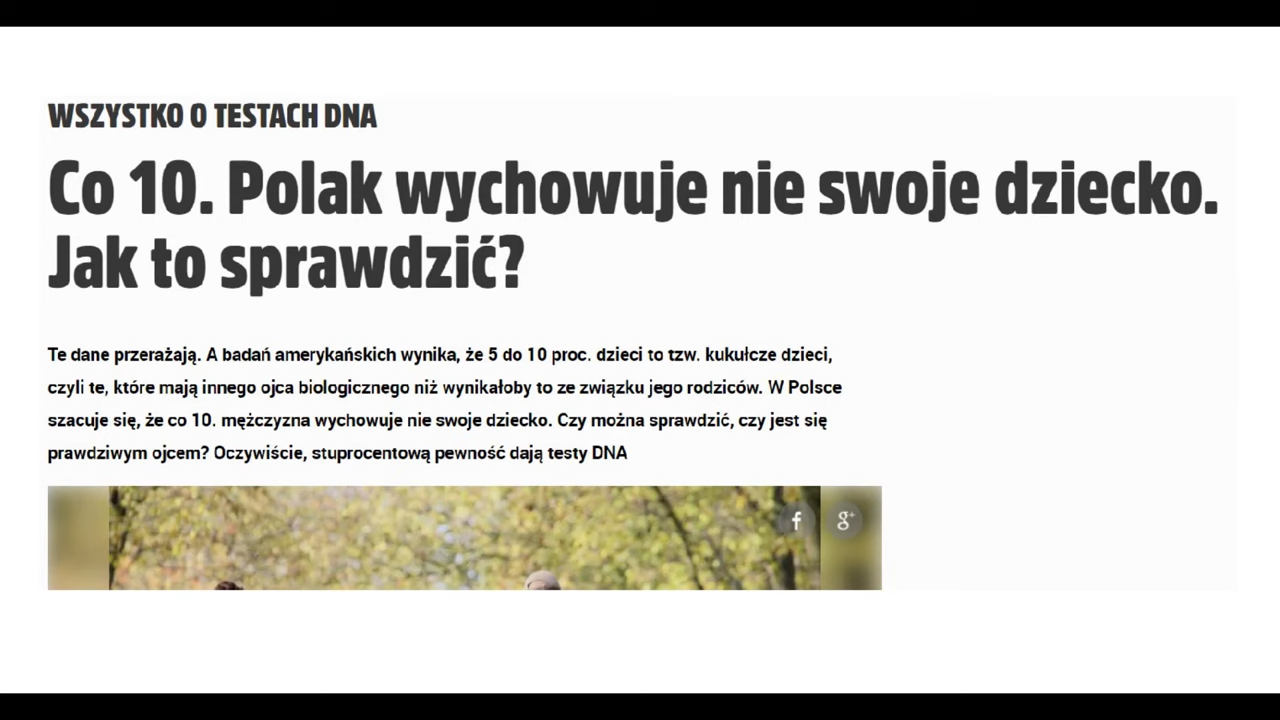 WSZYSTKO O TESTACH DNA
Co 10. Polak wychowuje nie swoje dziecko.
Jak to sprawdzić?
Te dane przerażają. A badań amerykańskich wynika, że 5 do 10 proc. dzieci to tzw. kukułcze dzieci,
czyli te, które mają innego ojca biologicznego niż wynikałoby to ze związku jego rodziców. W Polsce
szacuje się, że co 10. mężczyzna wychowuje nie swoje dziecko. Czy można sprawdzić, czy jest się
prawdziwym ojcem? Oczywiście, stuprocentową pewność dają testy DNA
f g+